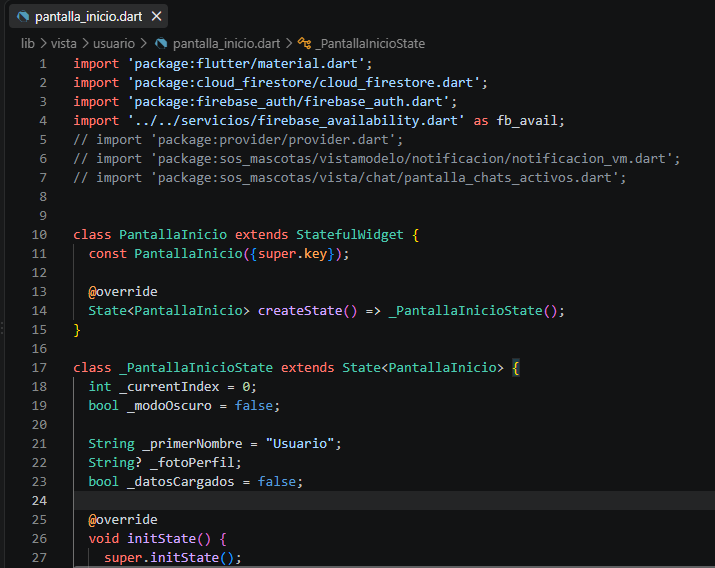 pantalla_inicio.dart
lib > vista > usuario > pantalla_inicio.dart > _PantallaInicioState
1 import 'package:flutter/material.dart';
2 import 'package:cloud_firestore/cloud_firestore.dart';
3 import 'package:firebase_auth/firebase_auth.dart';
4 import '../../servicios/firebase_availability.dart' as fb_avail;
5 // import 'package:provider/provider.dart';
6 // import 'package:sos_mascotas/vistamodelo/notificacion/notificacion_vm.dart';
7 // import 'package:sos_mascotas/vista/chat/pantalla_chats_activos.dart';
8
9
10 class PantallaInicio extends StatefulWidget {
11   const PantallaInicio({super.key});
12
13   @override
14   State<PantallaInicio> createState() => _PantallaInicioState();
15 }
16
17 class _PantallaInicioState extends State<PantallaInicio> {
18   int _currentIndex = 0;
19   bool _modoOscuro = false;
20
21   String _primerNombre = "Usuario";
22   String? _fotoPerfil;
23   bool _datosCargados = false;
24
25   @override
26   void initState() {
27     super.initState();